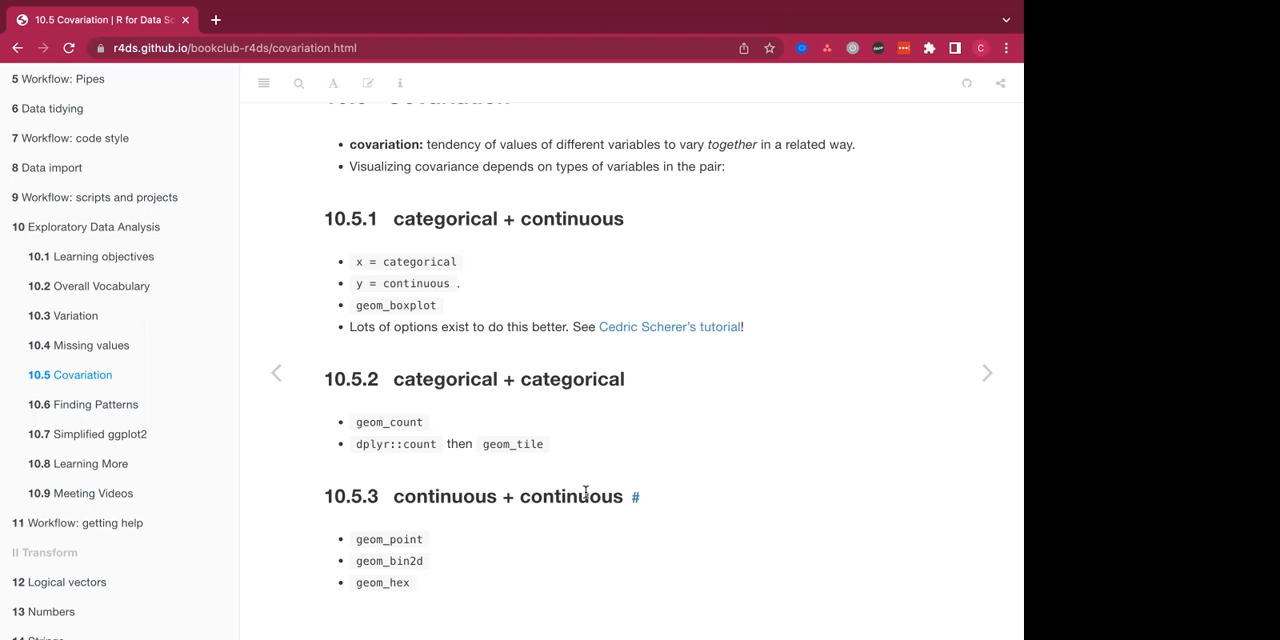 10.5 Covariation | R for Data Sc
r4ds.github.io/bookclub-r4ds/covariation.html
C
5 Workflow: Pipes
6 Data tidying
7 Workflow: code style
8 Data import
9 Workflow: scripts and projects
10 Exploratory Data Analysis
10.1 Learning objectives
10.2 Overall Vocabulary
10.3 Variation
10.4 Missing values
10.5 Covariation
10.6 Finding Patterns
10.7 Simplified ggplot2
10.8 Learning More
10.9 Meeting Videos
11 Workflow: getting help
II Transform
12 Logical vectors
13 Numbers
• covariation: tendency of values of different variables to vary together in a related way.
• Visualizing covariance depends on types of variables in the pair:
10.5.1 categorical + continuous
• x = categorical
• y = continuous .
• geom_boxplot
• Lots of options exist to do this better. See Cedric Scherer's tutorial!
10.5.2 categorical + categorical
• geom_count
• dplyr::count then geom_tile
10.5.3 continuous + continuous #
• geom_point
• geom_bin2d
• geom_hex